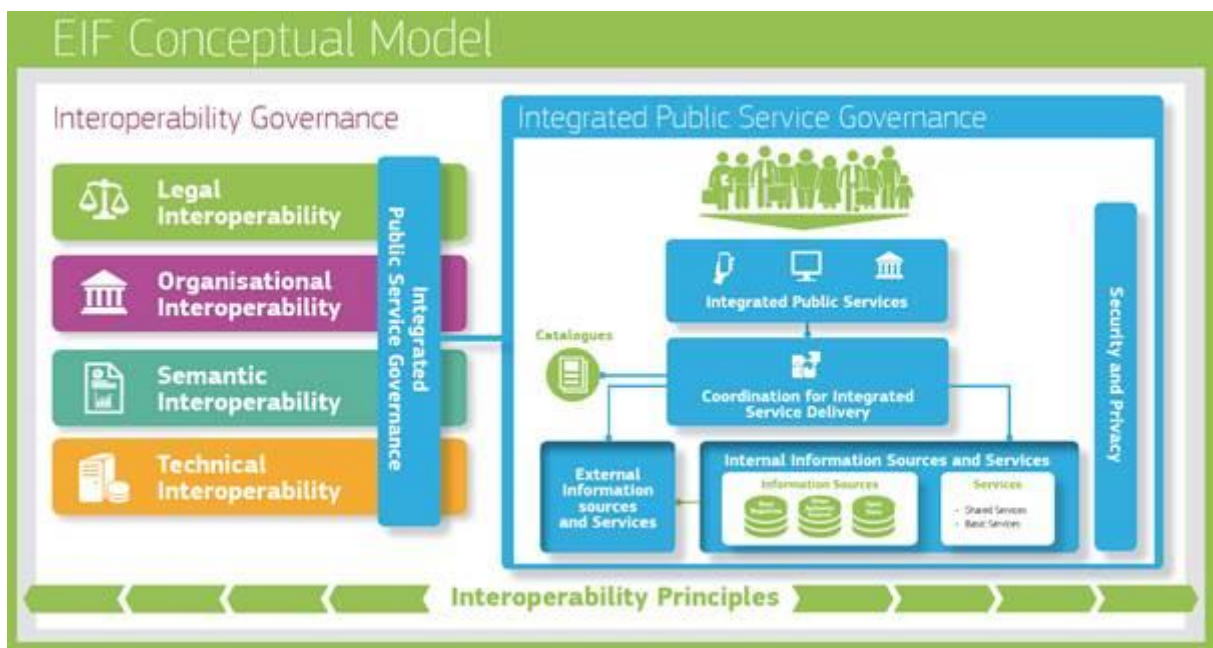 EIF Conceptual Model
Interoperability Governance
Legal
Interoperability
Organisational
Interoperability
Semantic
Interoperability
Technical
Interoperability
Integrated
Public Service Governance
Integrated Public Service Governance
Integrated Public Services
Catalogues
Coordination for Integrated
Service Delivery
External
Information
sources
and Services
Internal Information Sources and Services
Information Sources
Services
- Shared Services
- Basic Services
Security and Privacy
Interoperability Principles